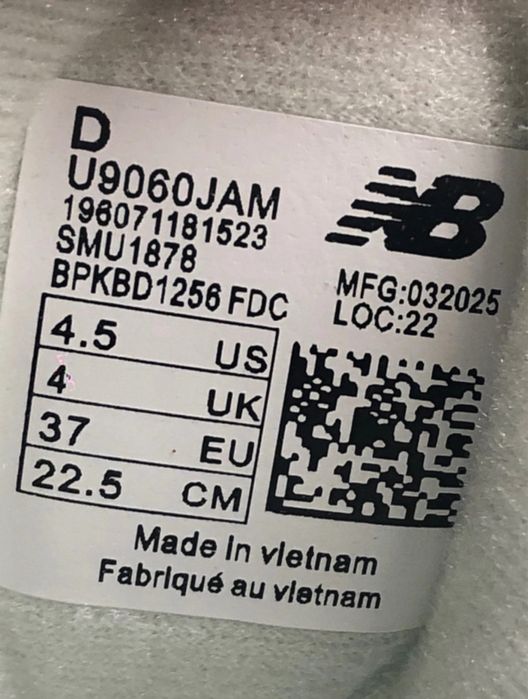 D
U9060JAM
196071181523
SMU1878
BPKBD1256 FDC
NB
MFG:032025
LOC:22
4.5 US
4 UK
37 EU
22.5 CM
Made in vietnam
Fabriqué au vietnam